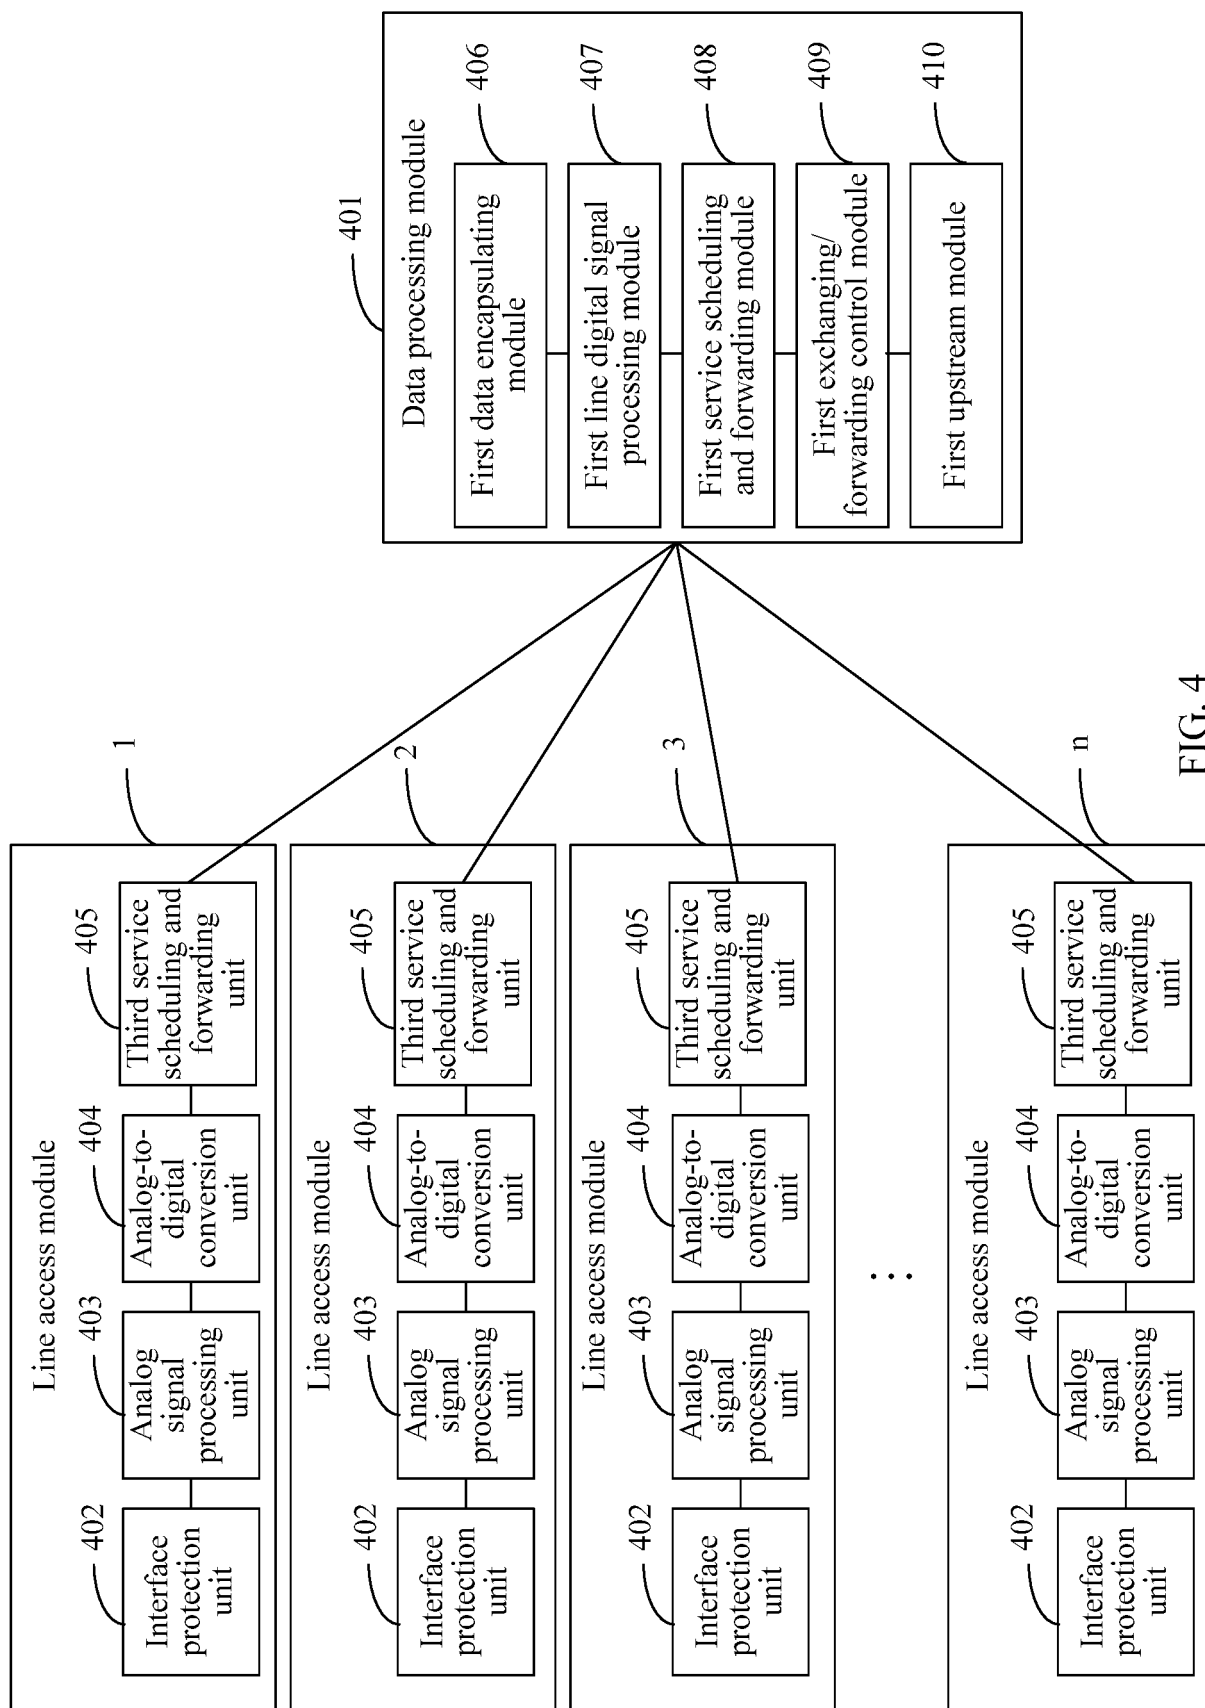 1
Line access module
402
403
404
405
Interface
protection
unit
Analog
signal
processing
unit
Analog-to-
digital
conversion
unit
Third service
scheduling and
forwarding
unit
2
Line access module
402
403
404
405
Interface
protection
unit
Analog
signal
processing
unit
Analog-to-
digital
conversion
unit
Third service
scheduling and
forwarding
unit
3
Line access module
402
403
404
405
Interface
protection
unit
Analog
signal
processing
unit
Analog-to-
digital
conversion
unit
Third service
scheduling and
forwarding
unit
...
n
Line access module
402
403
404
405
Interface
protection
unit
Analog
signal
processing
unit
Analog-to-
digital
conversion
unit
Third service
scheduling and
forwarding
unit
401
Data processing module
406
First data encapsulating
module
407
First line digital signal
processing module
408
First service scheduling
and forwarding module
409
First exchanging/
forwarding control module
410
First upstream module
FIG. 4